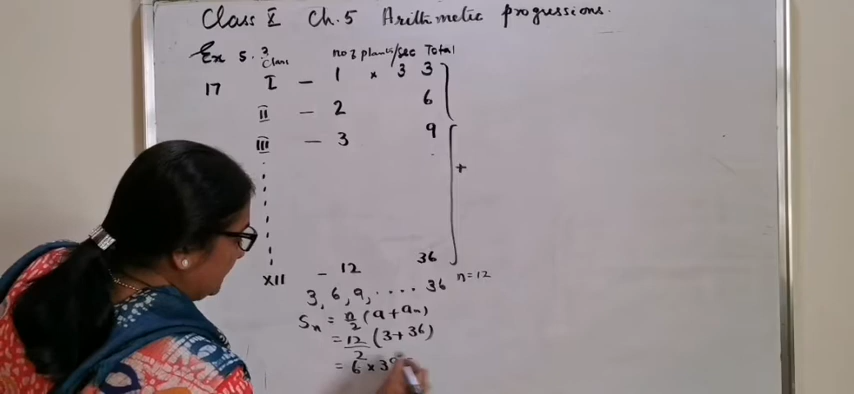 Class X Ch.5 Arithmetic progressions.
Ex 5.3
Class no of plants/sec Total
17 I - 1 × 3 3
II - 2 6
III - 3 9
+
XII - 12 36
3, 6, 9, .... 36 n=12
Sn = n/2 (a + an)
= 12/2 (3 + 36)
= 6 × 39